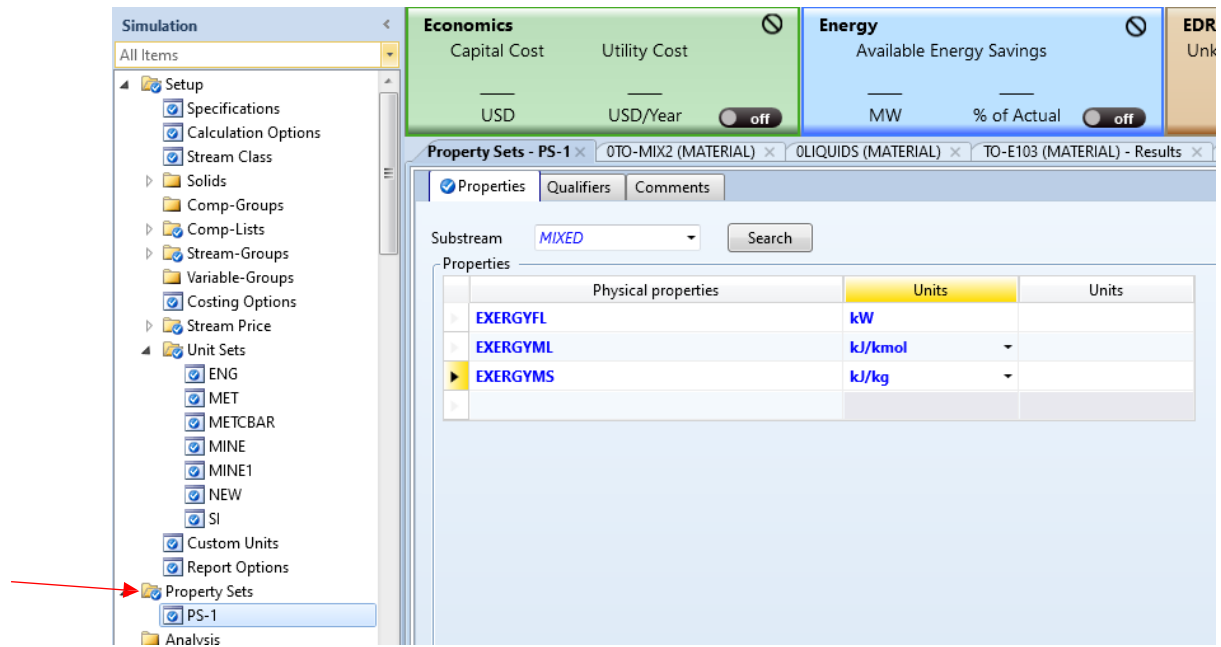 Simulation
All Items
Setup
Specifications
Calculation Options
Stream Class
Solids
Comp-Groups
Comp-Lists
Stream-Groups
Variable-Groups
Costing Options
Stream Price
Unit Sets
ENG
MET
METCBAR
MINE
MINE1
NEW
SI
Custom Units
Report Options
Property Sets
PS-1
Analysis
Economics
Capital Cost Utility Cost
USD USD/Year off
Energy
Available Energy Savings
MW % of Actual off
EDR
Unk
Property Sets - PS-1 0TO-MIX2 (MATERIAL) 0LIQUIDS (MATERIAL) TO-E103 (MATERIAL) - Results
Properties Qualifiers Comments
Substream MIXED Search
Properties
Physical properties Units Units
EXERGYFL kW
EXERGYML kJ/kmol
EXERGYMS kJ/kg